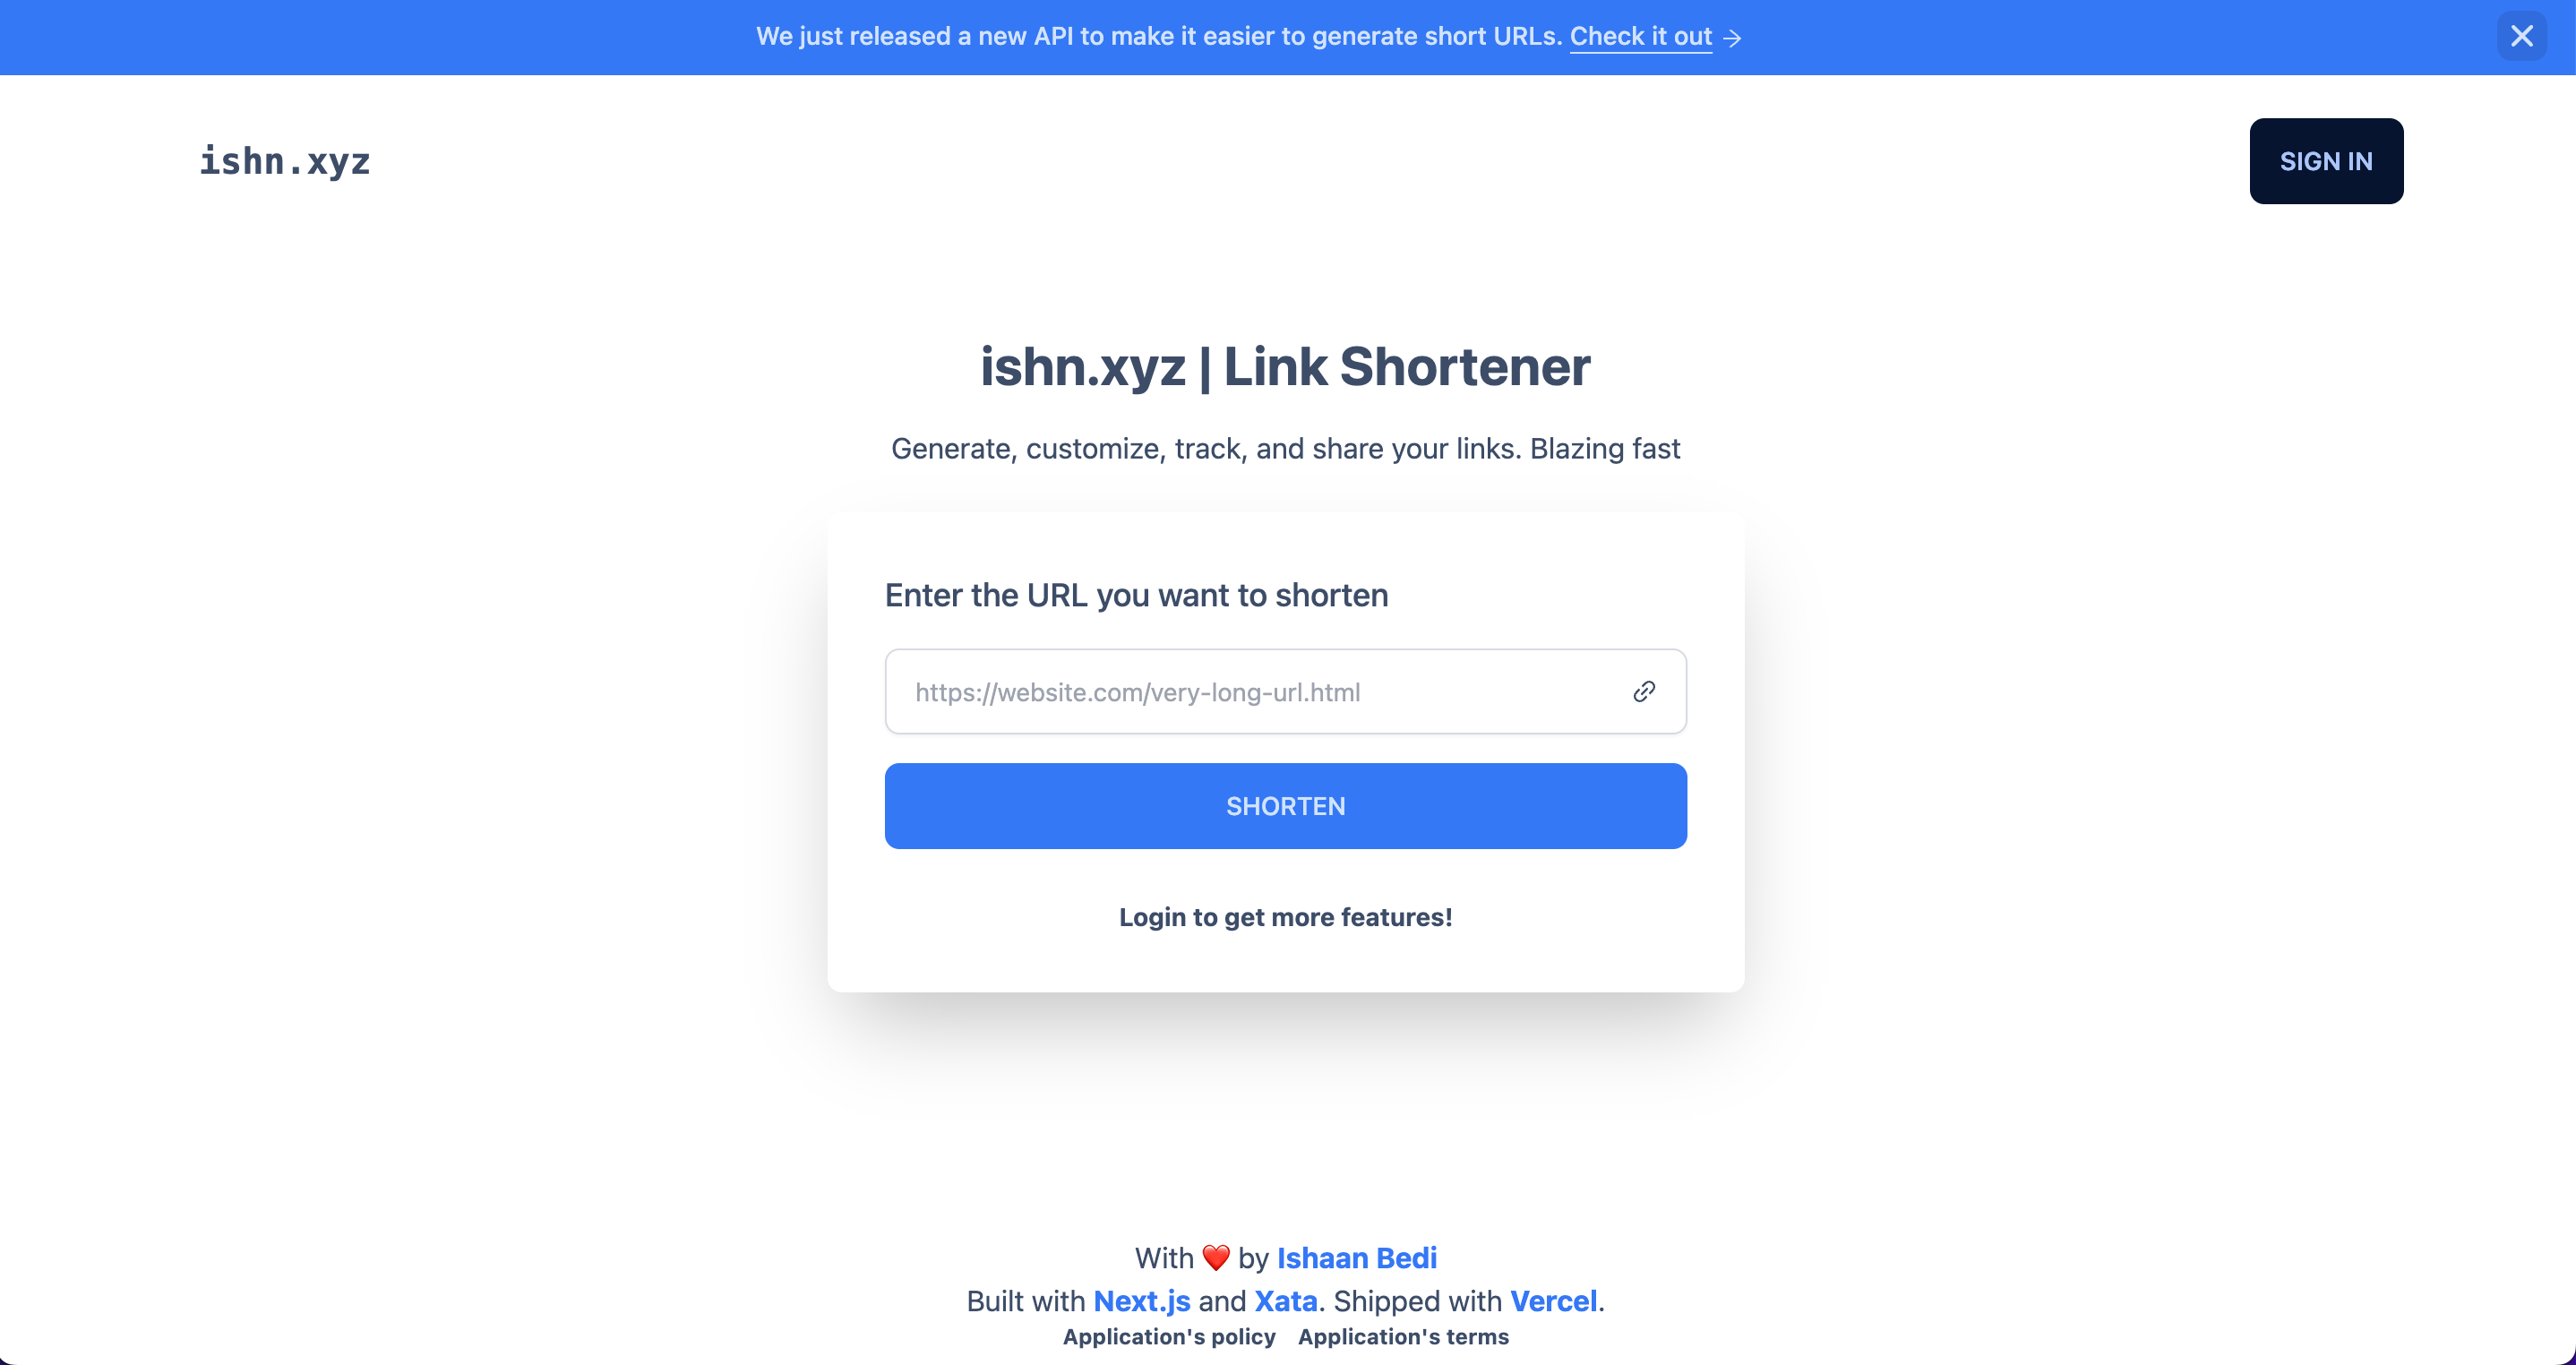 We just released a new API to make it easier to generate short URLs. Check it out →
ishn.xyz
SIGN IN
ishn.xyz | Link Shortener
Generate, customize, track, and share your links. Blazing fast
Enter the URL you want to shorten
https://website.com/very-long-url.html
SHORTEN
Login to get more features!
With ❤️ by Ishaan Bedi
Built with Next.js and Xata. Shipped with Vercel.
Application's policy Application's terms